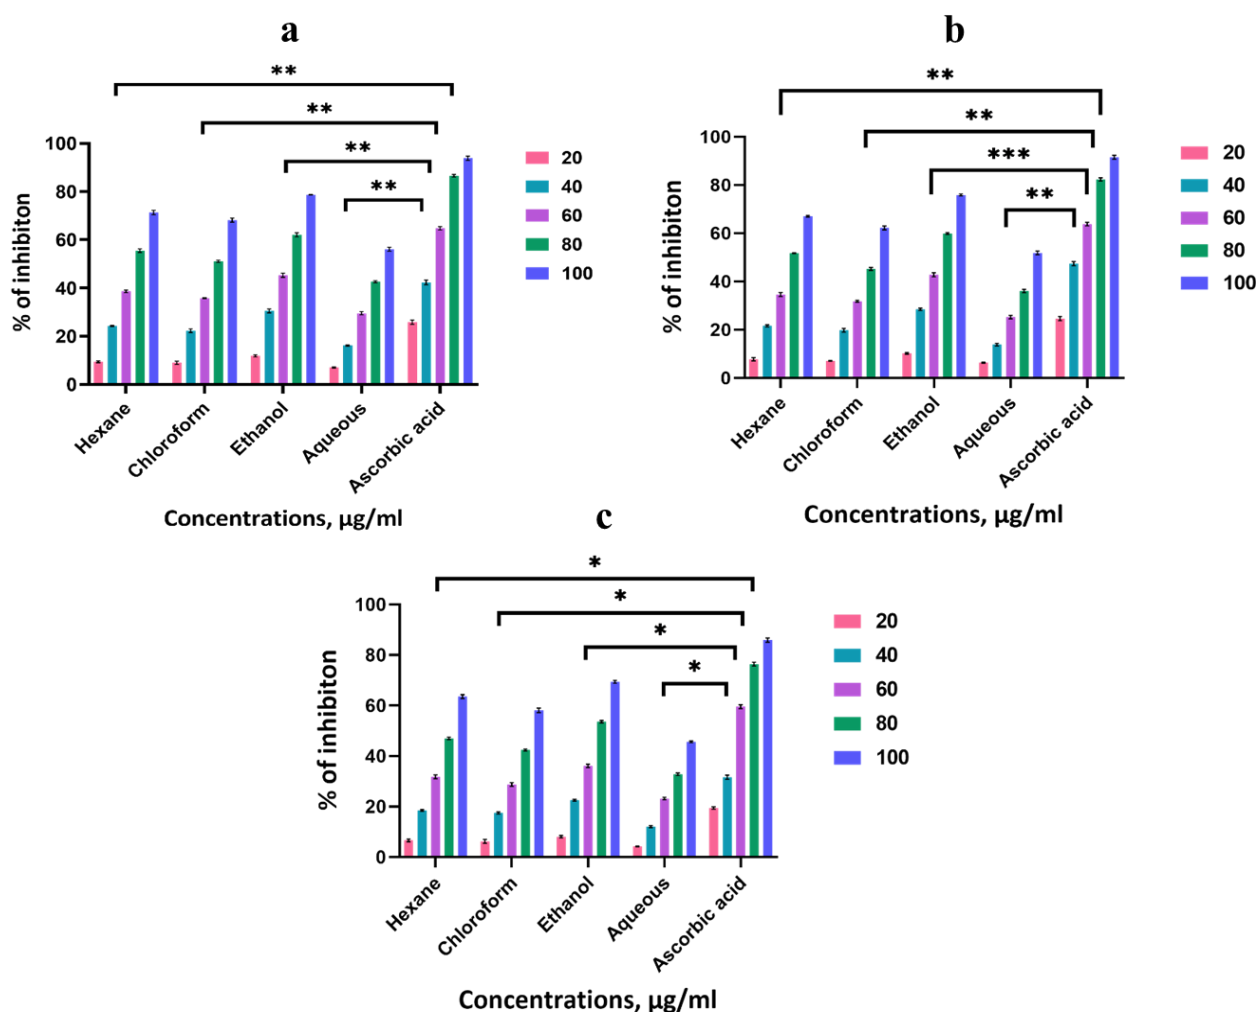 a
**
**
**
**
% of inhibiton
100
80
60
40
20
0
Hexane
Chloroform
Ethanol
Aqueous
Ascorbic acid
Concentrations, µg/ml
20
40
60
80
100
b
**
**
***
**
% of inhibiton
100
80
60
40
20
0
Hexane
Chloroform
Ethanol
Aqueous
Ascorbic acid
Concentrations, µg/ml
20
40
60
80
100
c
*
*
*
*
% of inhibiton
100
80
60
40
20
0
Hexane
Chloroform
Ethanol
Aqueous
Ascorbic acid
Concentrations, µg/ml
20
40
60
80
100